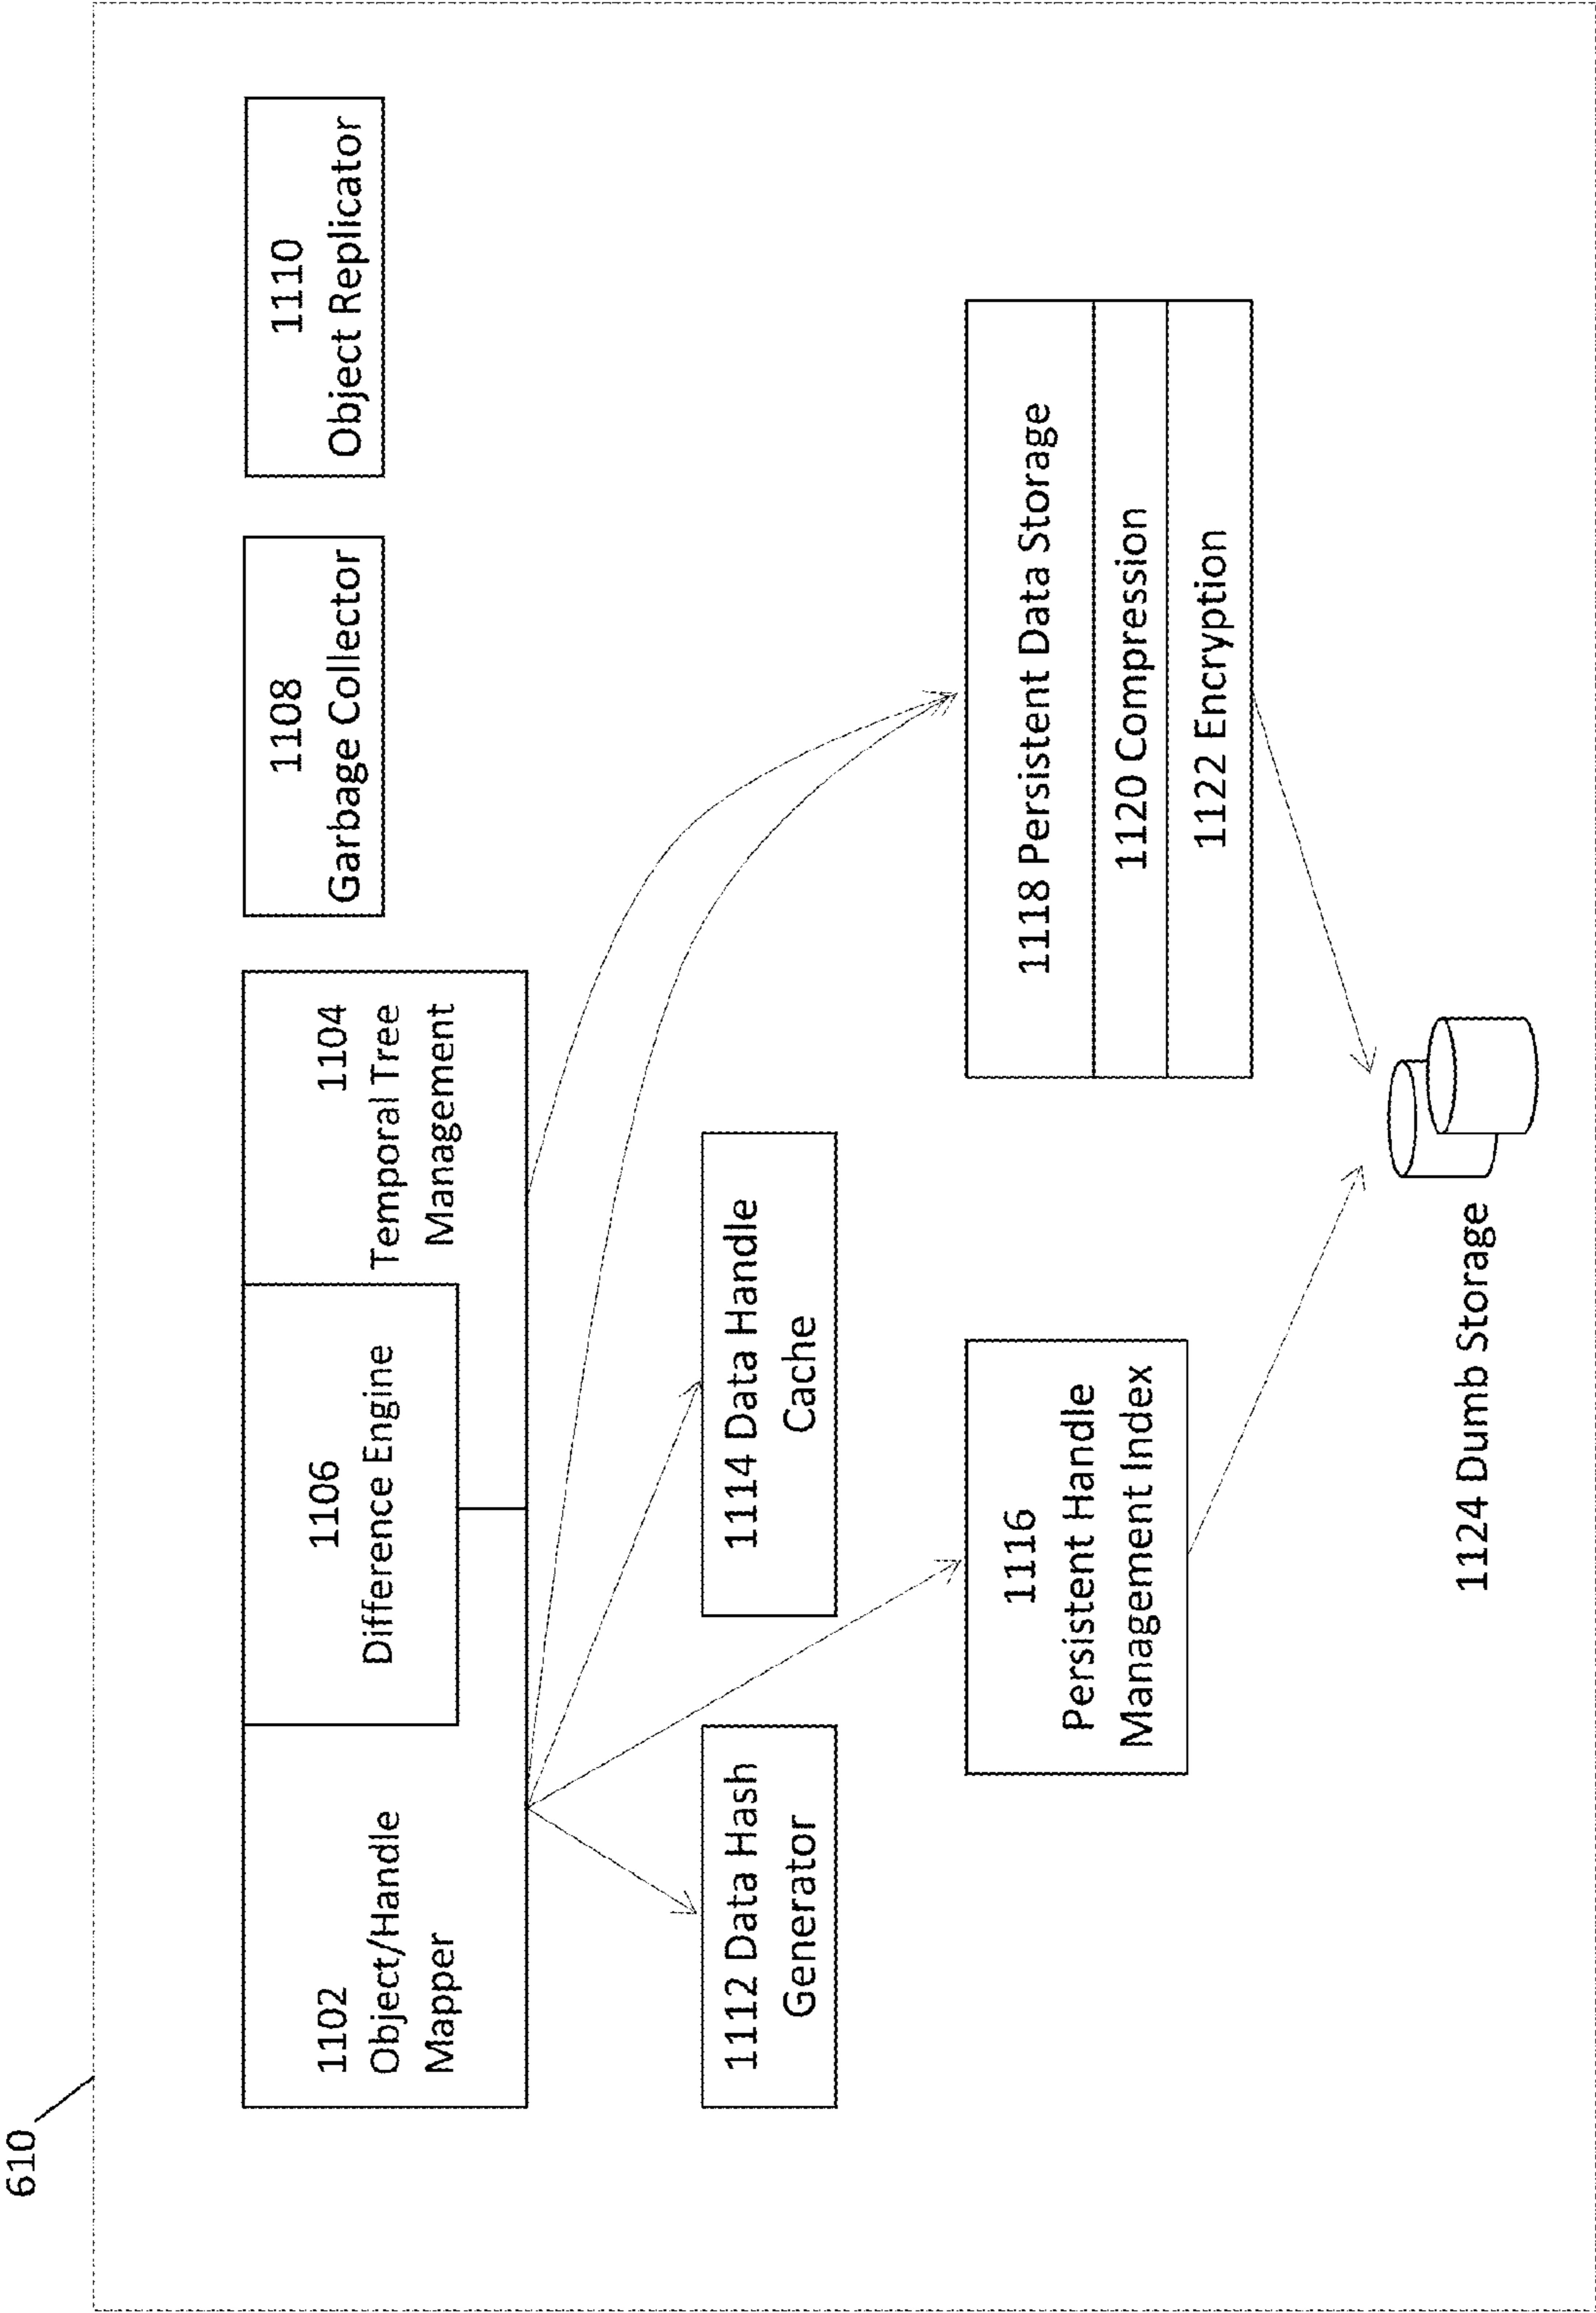 610
1102
Object/Handle
Mapper
1106
Difference Engine
1104
Temporal Tree
Management
1108
Garbage Collector
1110
Object Replicator
1112 Data Hash
Generator
1114 Data Handle
Cache
1116
Persistent Handle
Management Index
1118 Persistent Data Storage
1120 Compression
1122 Encryption
1124 Dumb Storage